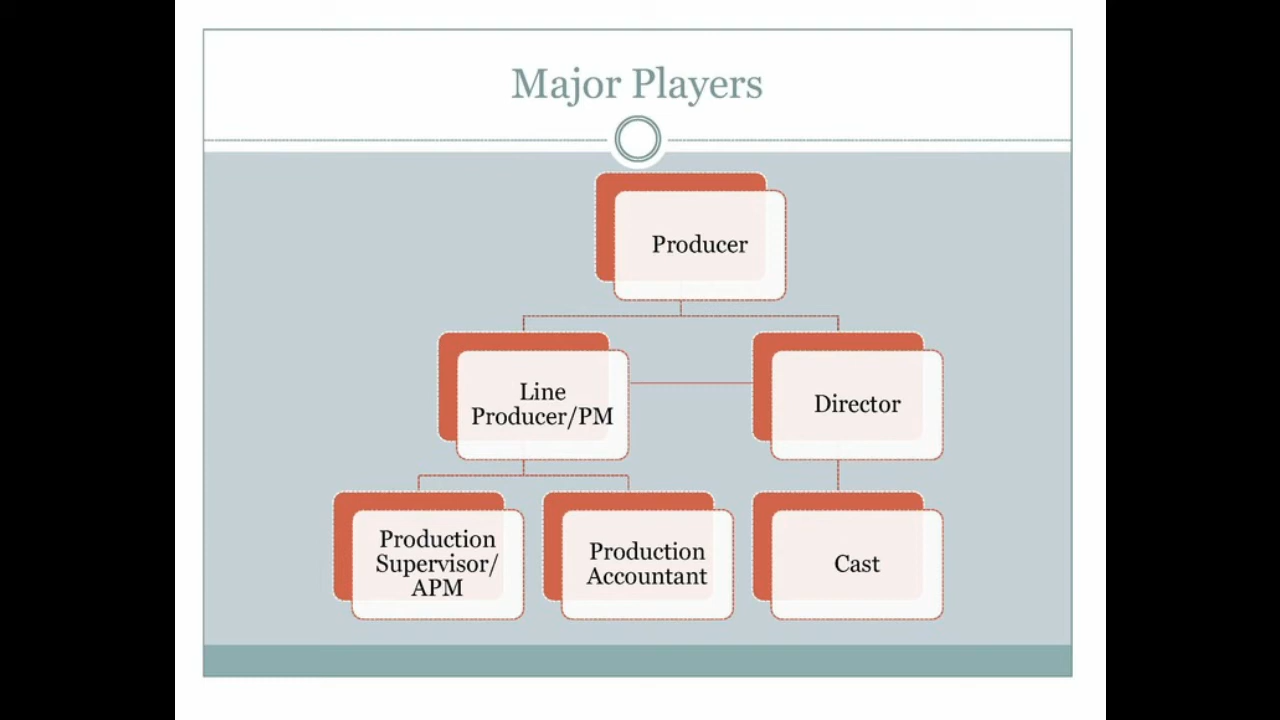 Major Players
Producer
Line
Producer/PM
Director
Production
Supervisor/
APM
Production
Accountant
Cast